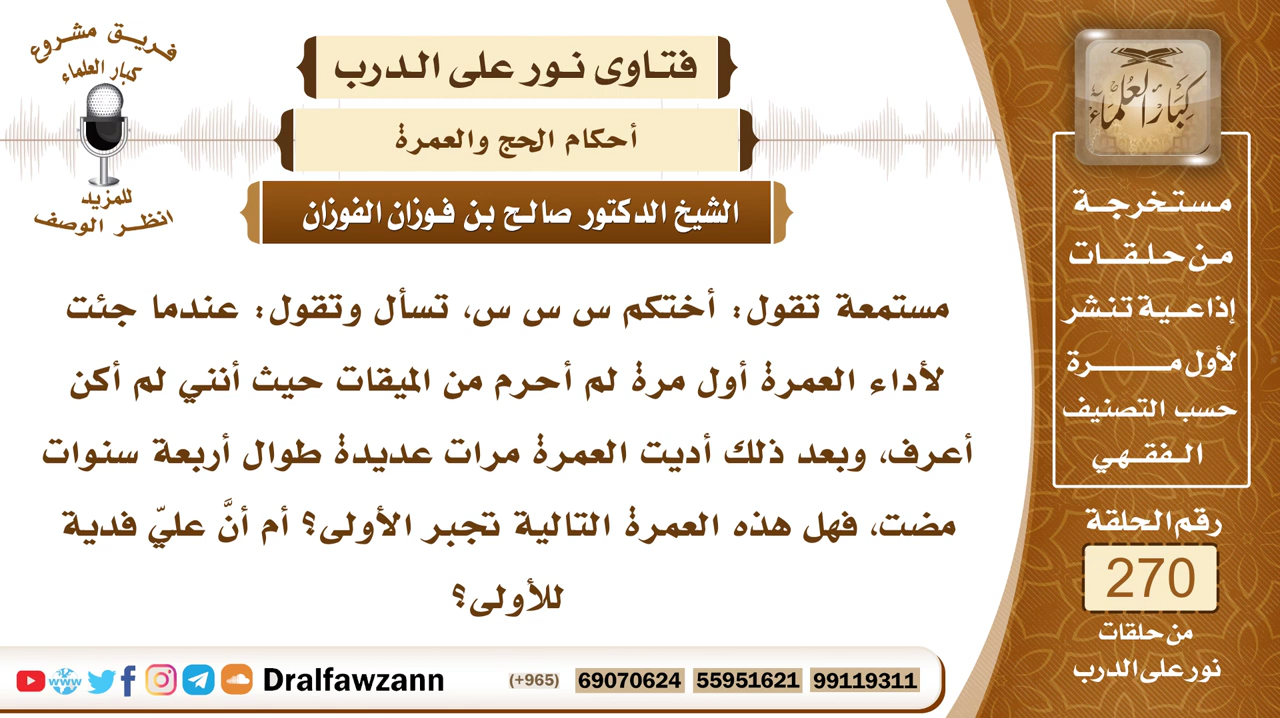 فريق مشروع
كبار العلماء
للمزيد
انظر الوصف
فتاوى نور على الدرب
أحكام الحج والعمرة
الشيخ الدكتور صالح بن فوزان الفوزان
مستمعة تقول: أختكم س س س، تسأل وتقول: عندما جئت
لأداء العمرة أول مرة لم أحرم من الميقات حيث أنني لم أكن
أعرف، وبعد ذلك أديت العمرة مرات عديدة طوال أربعة سنوات
مضت، فهل هذه العمرة التالية تجبر الأولى؟ أم أنَّ عليّ فدية
للأولى؟
كِبَارُ العُلَمَاءُ
مستخرجة
من حلقات
إذاعية تنشر
لأول مرة
حسب التصنيف
الفقهي
رقم الحلقة
270
من حلقات
نور على الدرب
www Dralfawzann (+965) 69070624 55951621 99119311